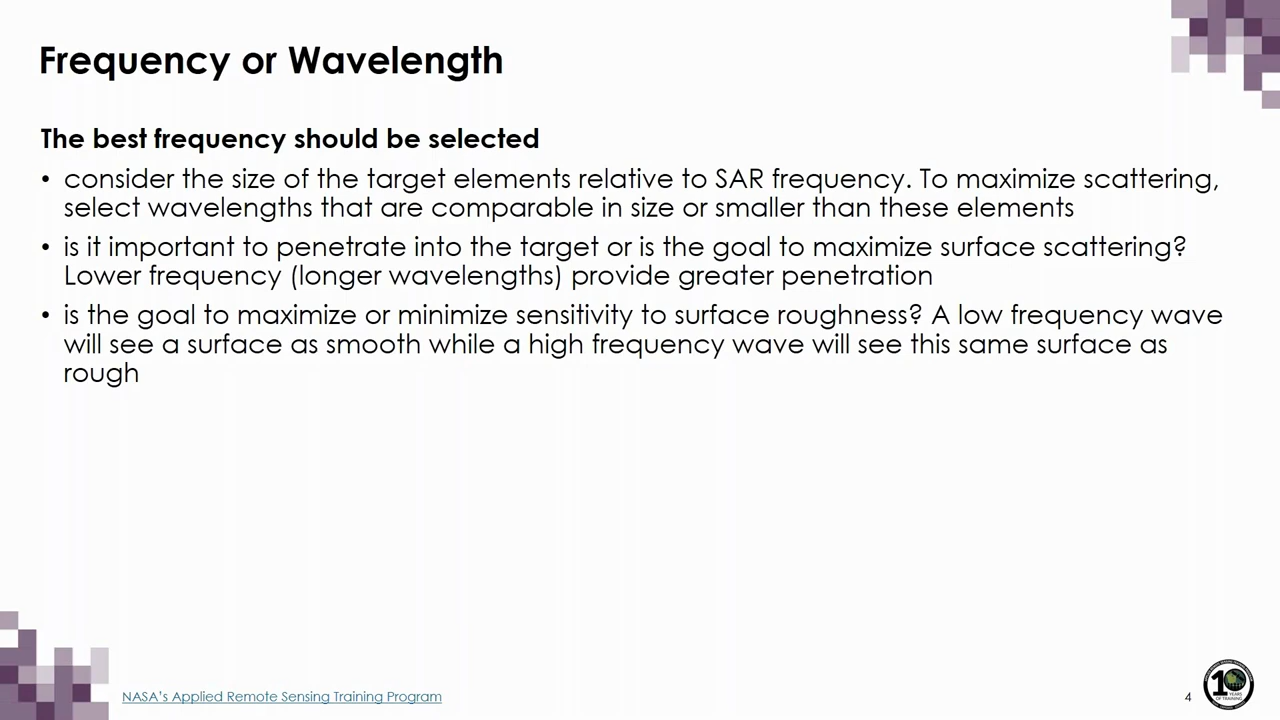 Frequency or Wavelength
The best frequency should be selected
• consider the size of the target elements relative to SAR frequency. To maximize scattering,
select wavelengths that are comparable in size or smaller than these elements
• is it important to penetrate into the target or is the goal to maximize surface scattering?
Lower frequency (longer wavelengths) provide greater penetration
• is the goal to maximize or minimize sensitivity to surface roughness? A low frequency wave
will see a surface as smooth while a high frequency wave will see this same surface as
rough
NASA's Applied Remote Sensing Training Program
4
10
YEARS
OF TRAINING